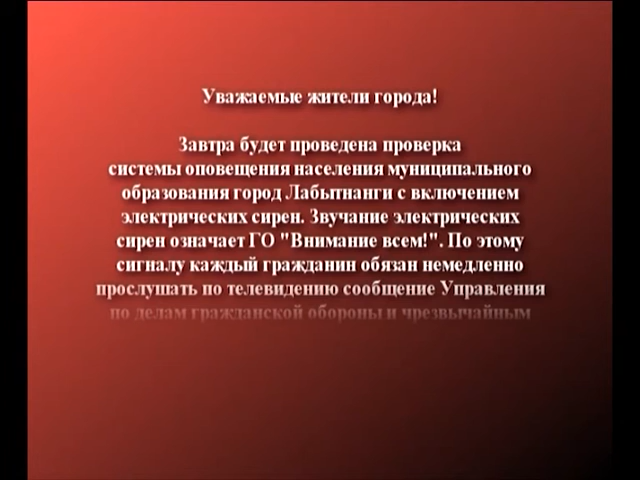 Уважаемые жители города!
Завтра будет проведена проверка
системы оповещения населения муниципального
образования город Лабытнанги с включением
электрических сирен. Звучание электрических
сирен означает ГО "Внимание всем!". По этому
сигналу каждый гражданин обязан немедленно
прослушать по телевидению сообщение Управления
по делам гражданской обороны и чрезвычайным